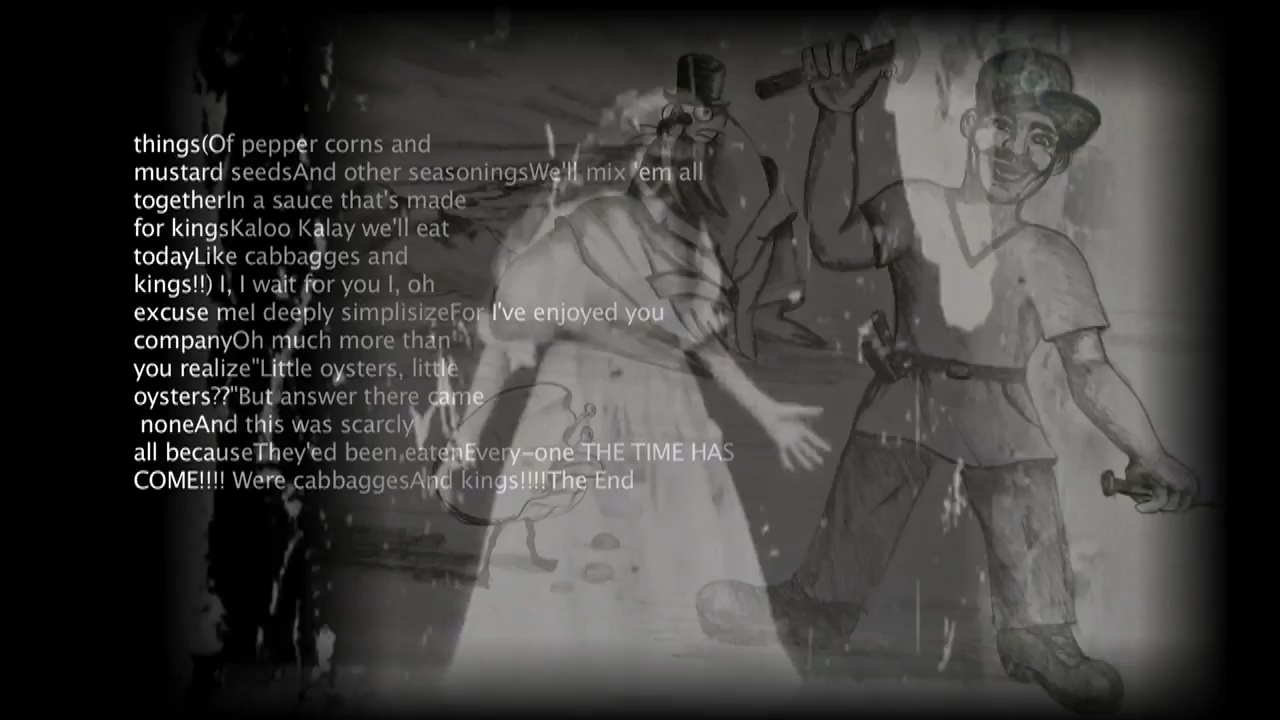 things(Of pepper corns and
mustard seedsAnd other seasoningsWe'll mix 'em all
togetherIn a sauce that's made
for kingsKaloo Kalay we'll eat
todayLike cabbagges and
kings!!) I, I wait for you I, oh
excuse meI deeply simplisizeFor I've enjoyed you
companyOh much more than
you realize"Little oysters, little
oysters??"But answer there came
noneAnd this was scarcly
all becauseThey'ed been eatenEvery-one THE TIME HAS
COME!!!! Were cabbaggesAnd kings!!!!The End